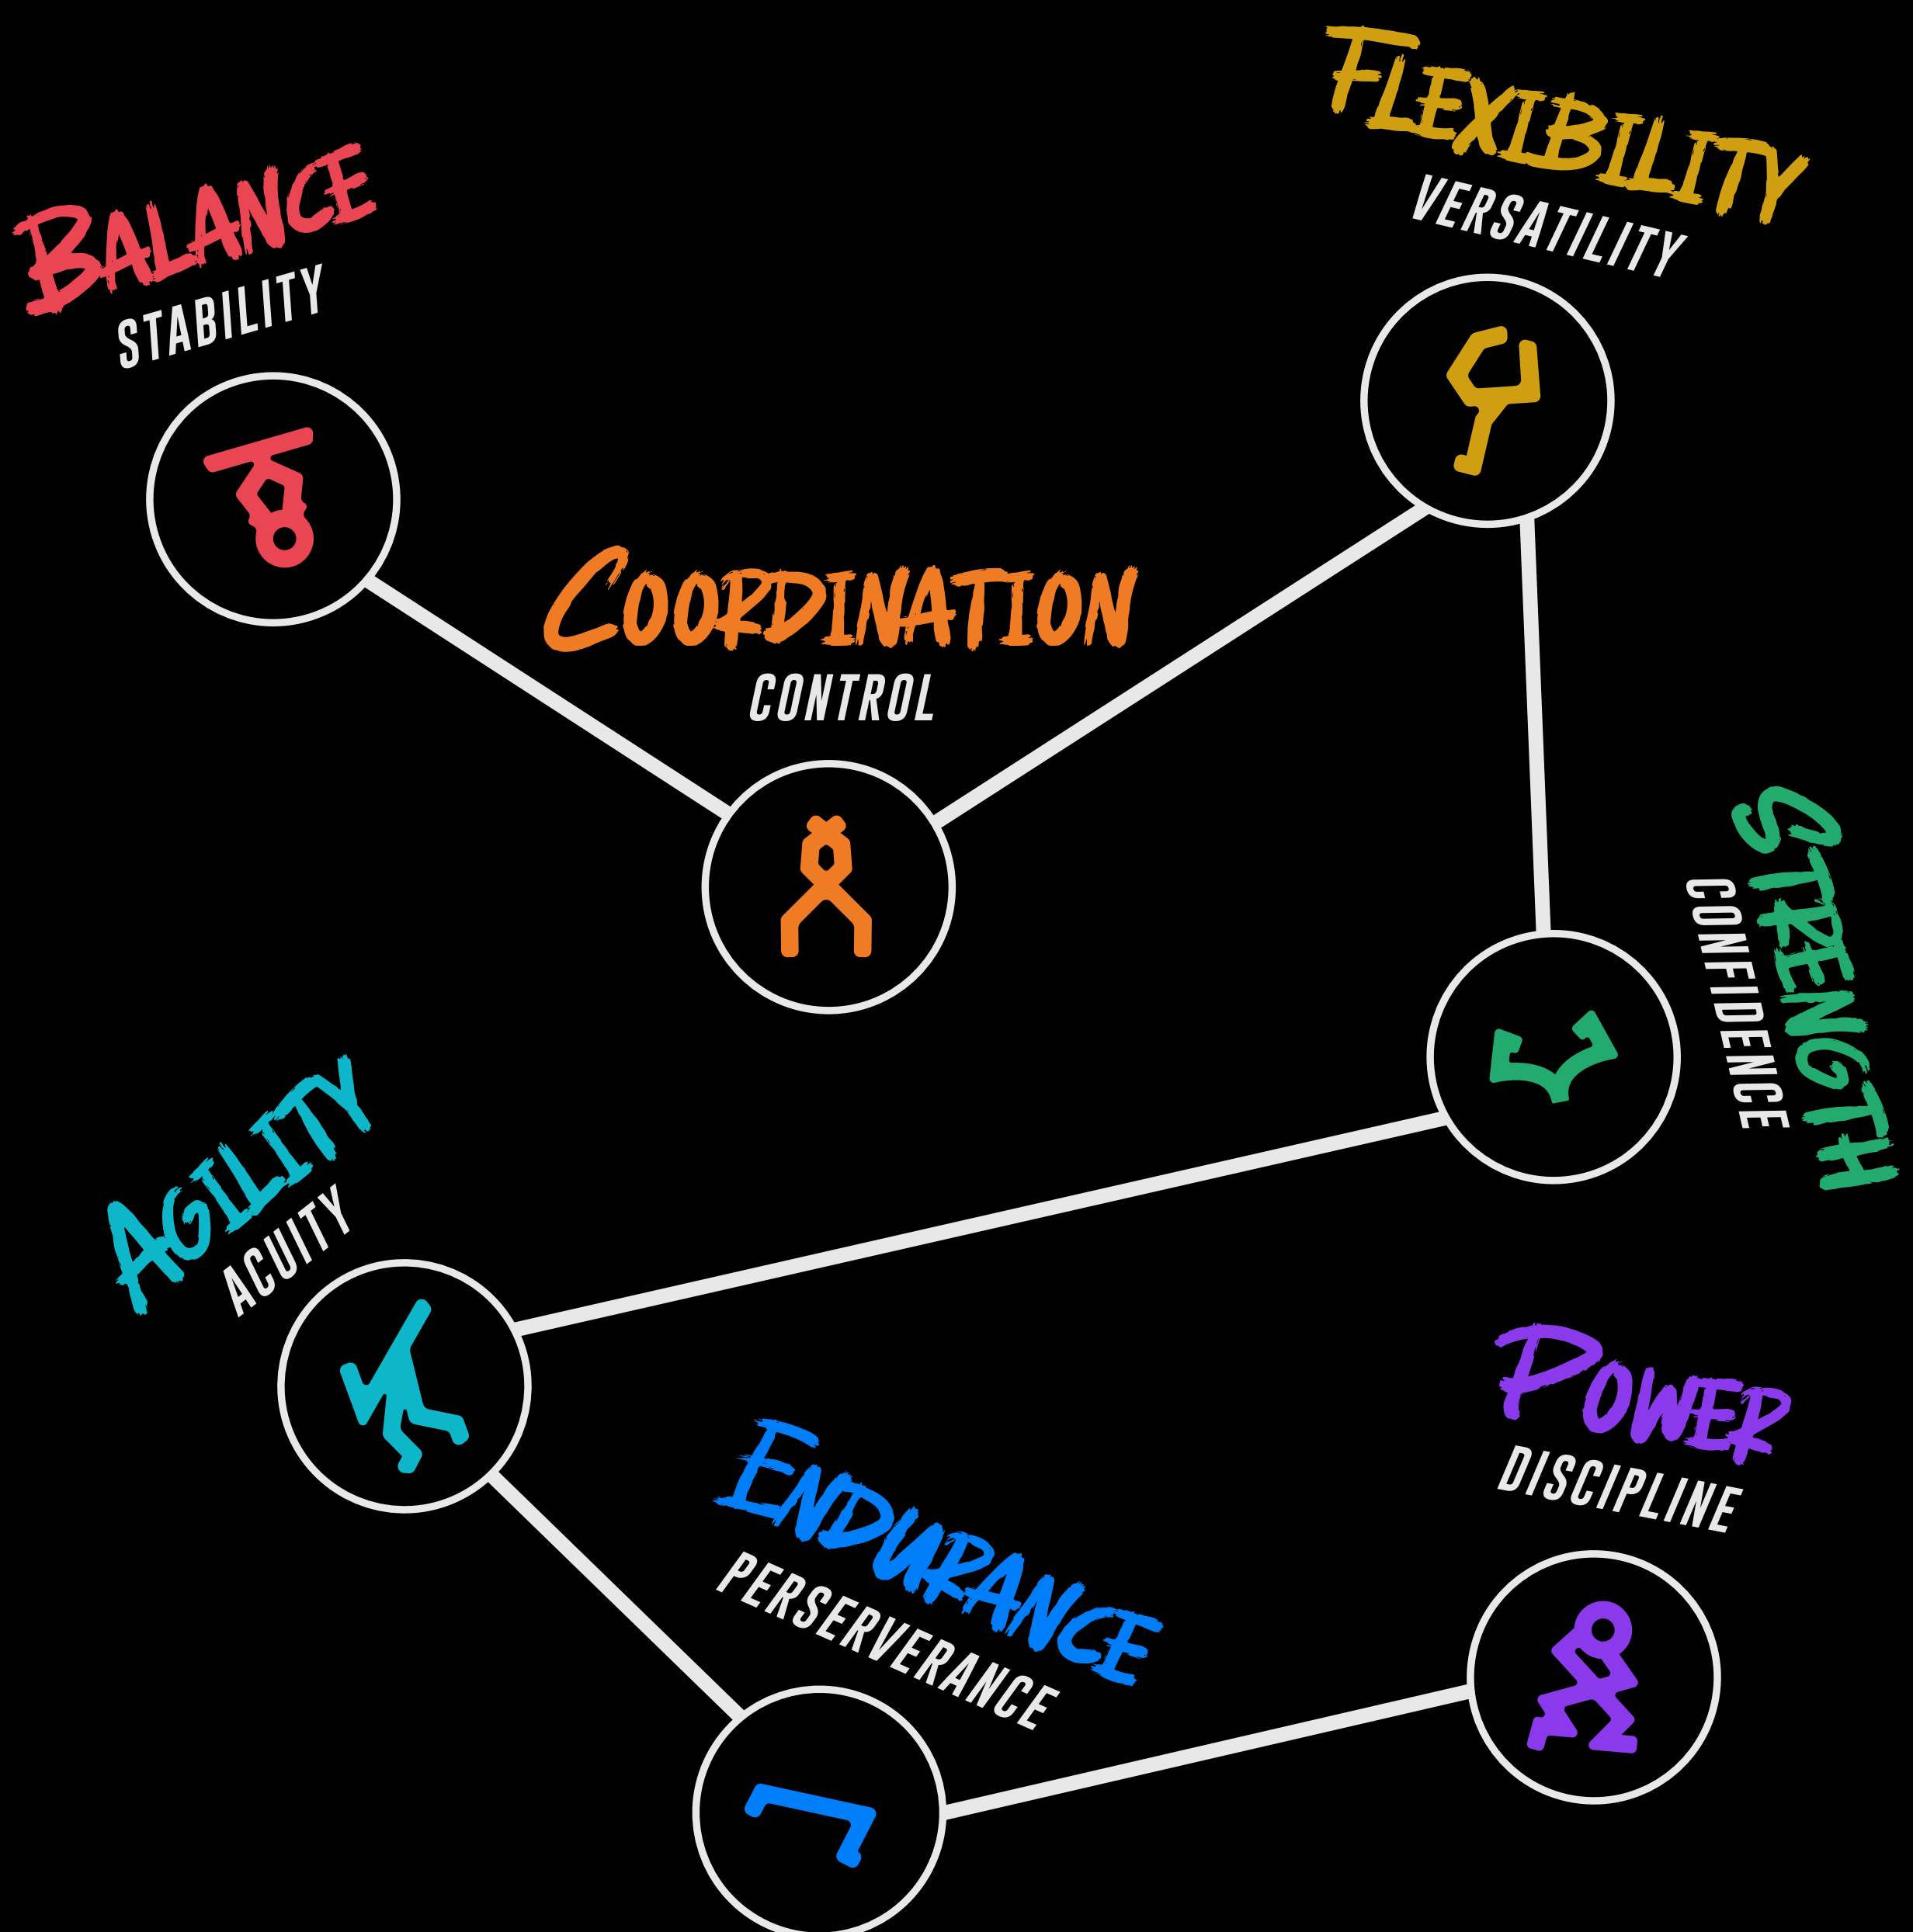 FLEXIBILITY
VERSATILITY
BALANCE
STABILITY
COORDINATION
CONTROL
STRENGTH
CONFIDENCE
AGILITY
ACUITY
POWER
DISCIPLINE
ENDURANCE
PERSERVERANCE